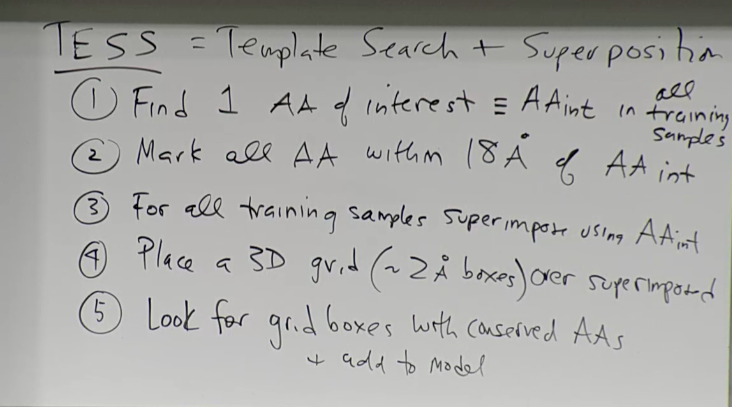 TESS = Template Search + Superposition
① Find 1 AA of interest ≡ AAint in all training samples
② Mark all AA within 18Å of AAint
③ For all training samples superimpose using AAint
④ Place a 3D grid (~2Å boxes) over superimposed
⑤ Look for grid boxes with conserved AAs
+ add to model